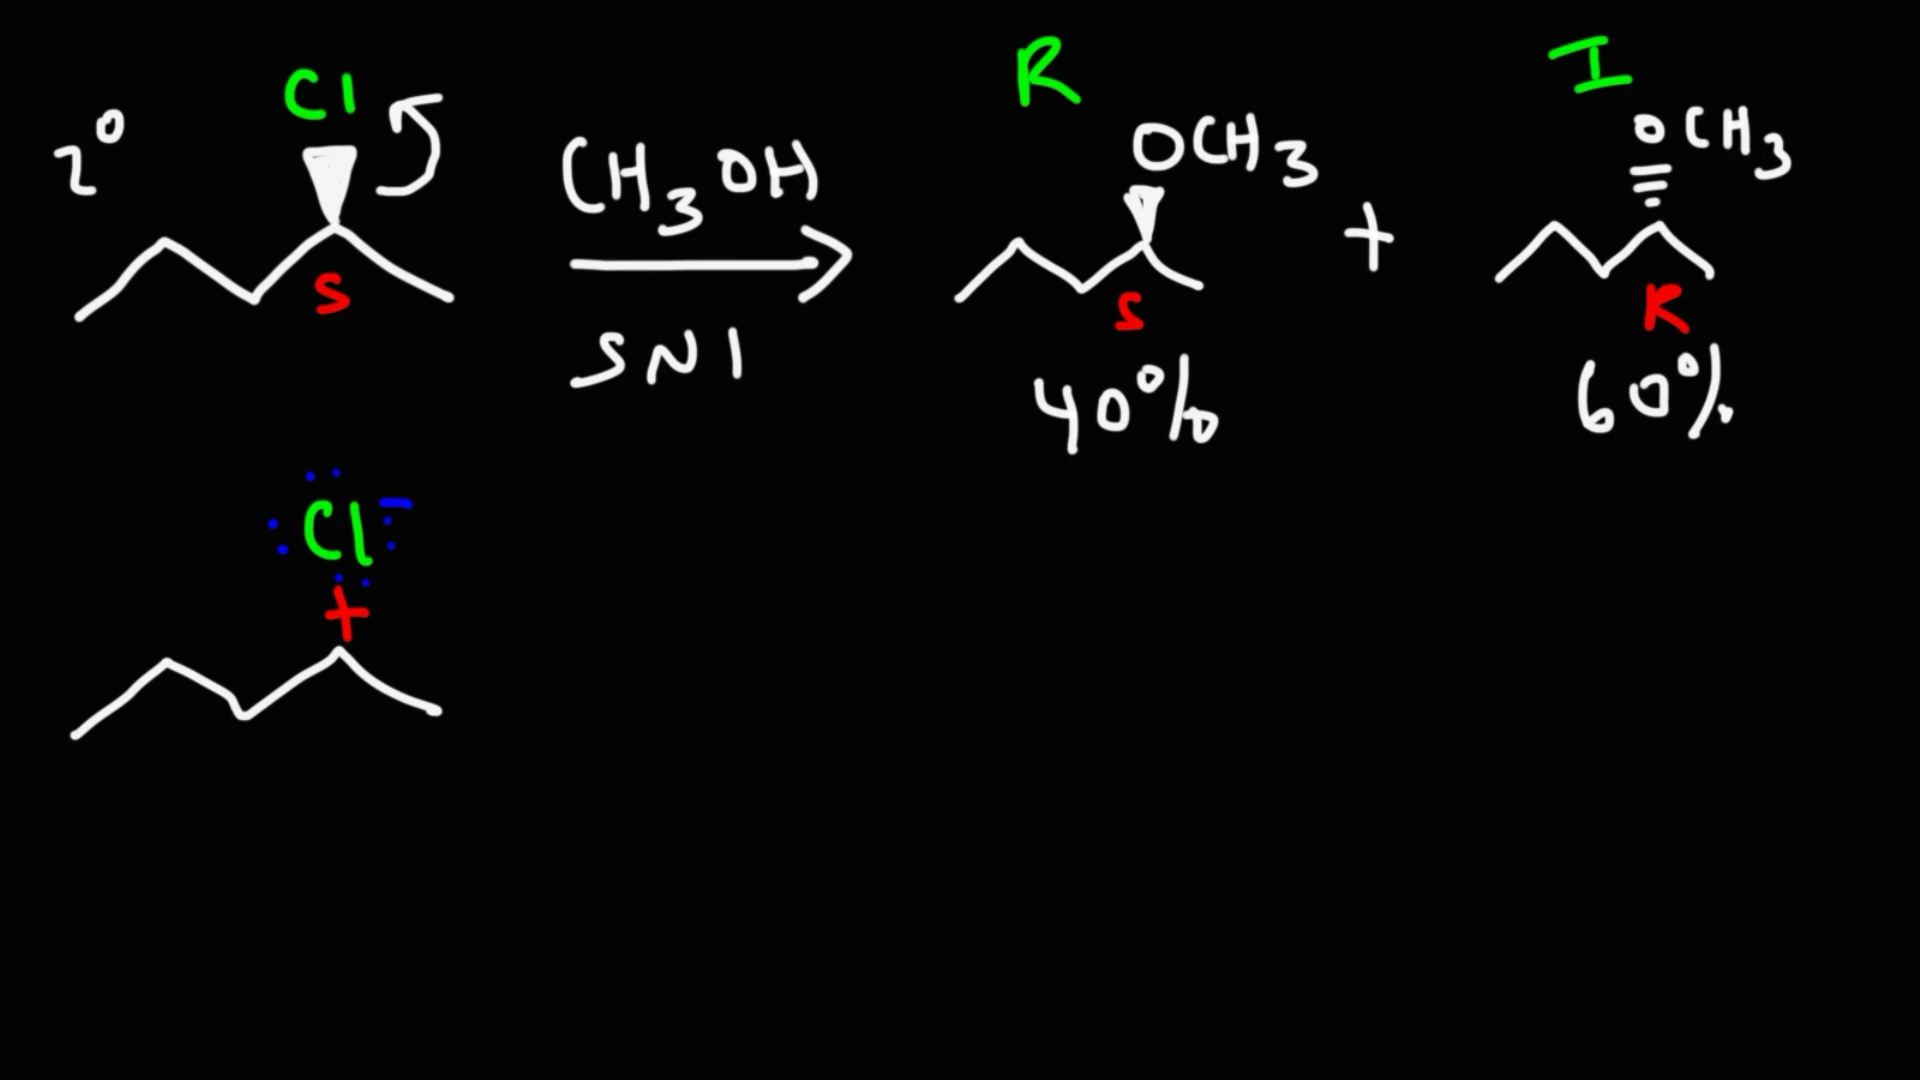 2° Cl CH3OH R OCH3 + I OCH3
S SN1 S R
40% 60%
Cl−
+